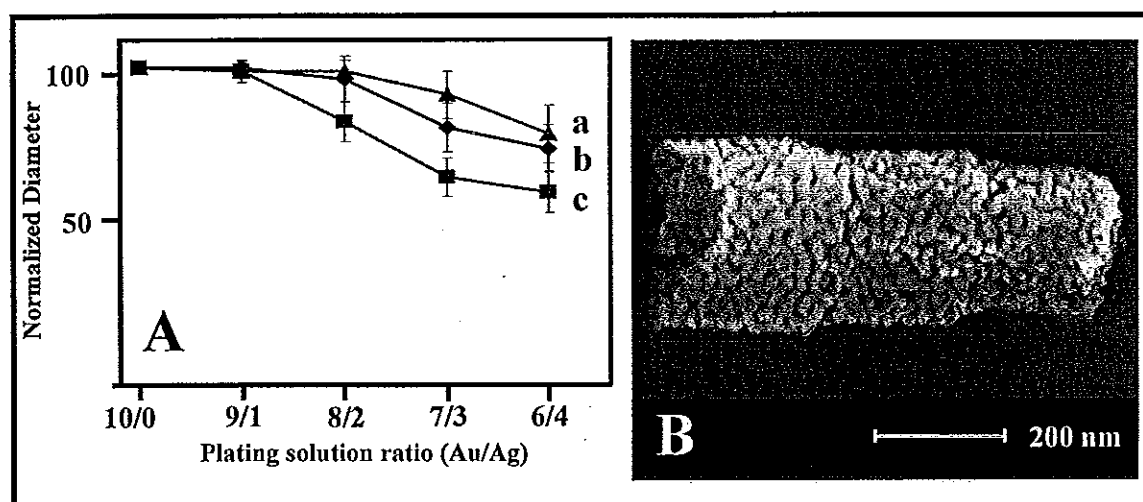 Normalized Diameter
100
50
A
a
b
c
10/0 9/1 8/2 7/3 6/4
Plating solution ratio (Au/Ag)
B
200 nm